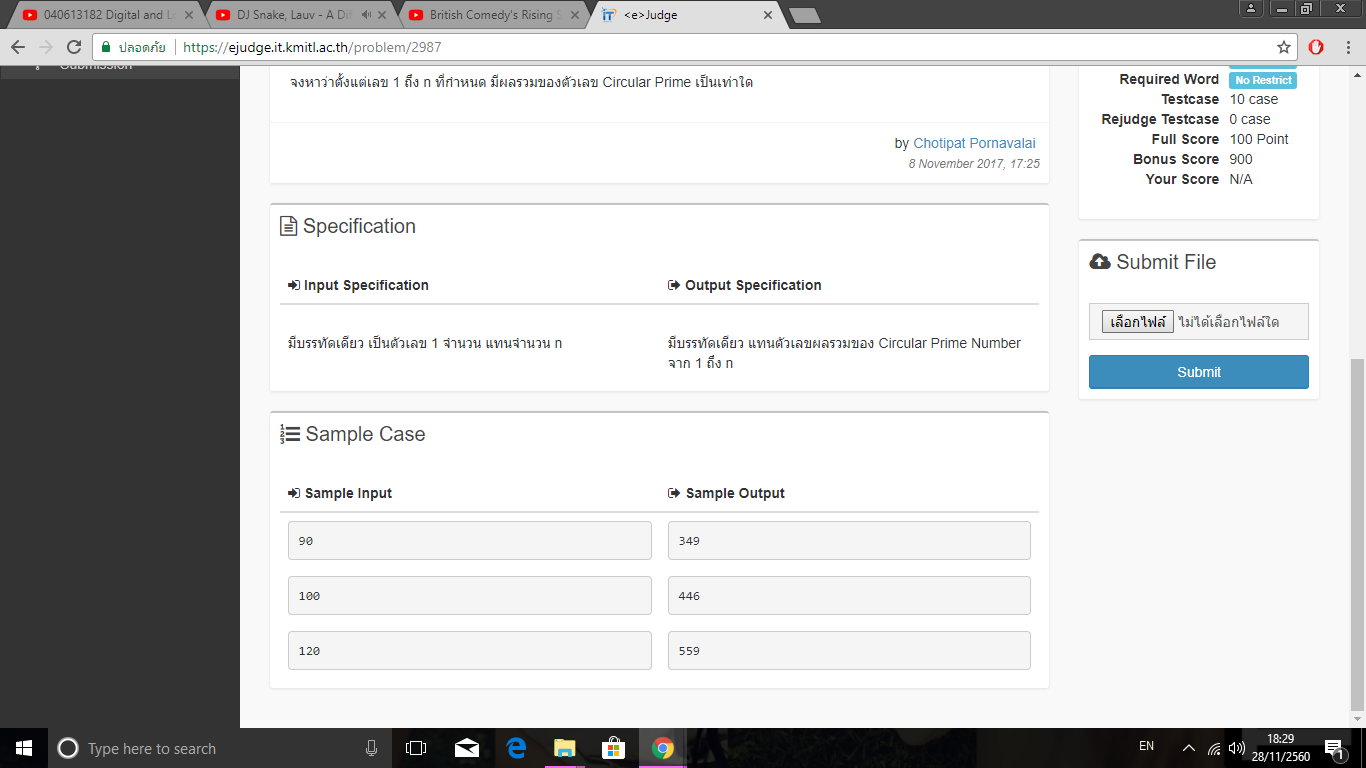 040613182 Digital and L
DJ Snake, Lauv - A Di
British Comedy's Rising S
<e>Judge
ปลอดภัย https://ejudge.it.kmitl.ac.th/problem/2987
Submission
จงหาว่าตั้งแต่เลข 1 ถึง n ที่กำหนด มีผลรวมของตัวเลข Circular Prime เป็นเท่าใด
by Chotipat Pornavalai
8 November 2017, 17:25
Required Word No Restrict
Testcase 10 case
Rejudge Testcase 0 case
Full Score 100 Point
Bonus Score 900
Your Score N/A
Specification
Input Specification
Output Specification
มีบรรทัดเดียว เป็นตัวเลข 1 จำนวน แทนจำนวน n
มีบรรทัดเดียว แทนตัวเลขผลรวมของ Circular Prime Number
จาก 1 ถึง n
Submit File
เลือกไฟล์ ไม่ได้เลือกไฟล์ใด
Submit
Sample Case
Sample Input
Sample Output
90
349
100
446
120
559
Type here to search
EN
18:29
28/11/2560
1